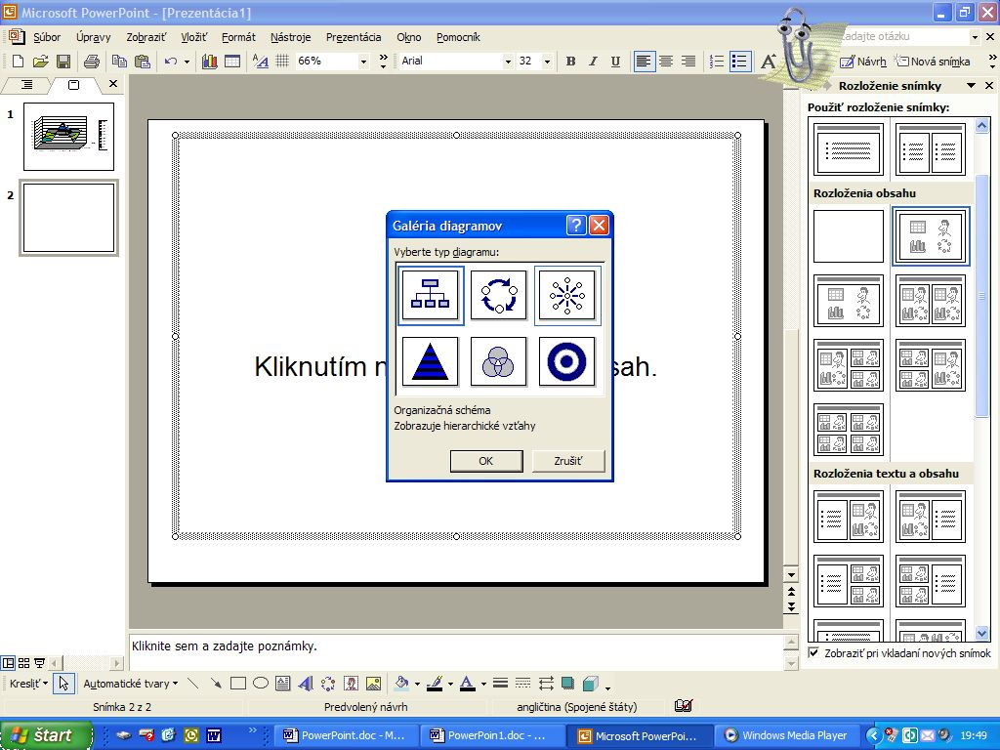 Microsoft PowerPoint - [Prezentácia1]
Súbor Úpravy Zobraziť Vložiť Formát Nástroje Prezentácia Okno Pomocník
zadajte otázku
66% Arial 32 B I U A Návrh Nová snímka
Rozloženie snímky
Použiť rozloženie snímky:
1
2
Rozloženia obsahu
Galéria diagramov
Vyberte typ diagramu:
Kliknutím
sah.
Organizačná schéma
Zobrazuje hierarchické vzťahy
OK Zrušiť
Rozloženia textu a obsahu
Kliknite sem a zadajte poznámky.
Zobraziť pri vkladaní nových snímok
Kresliť Automatické tvary
Snímka 2 z 2 Predvolený návrh angličtina (Spojené štáty)
štart PowerPoint.doc - M... PowerPoin1.doc - ... Microsoft PowerPoi... Windows Media Player 19:49